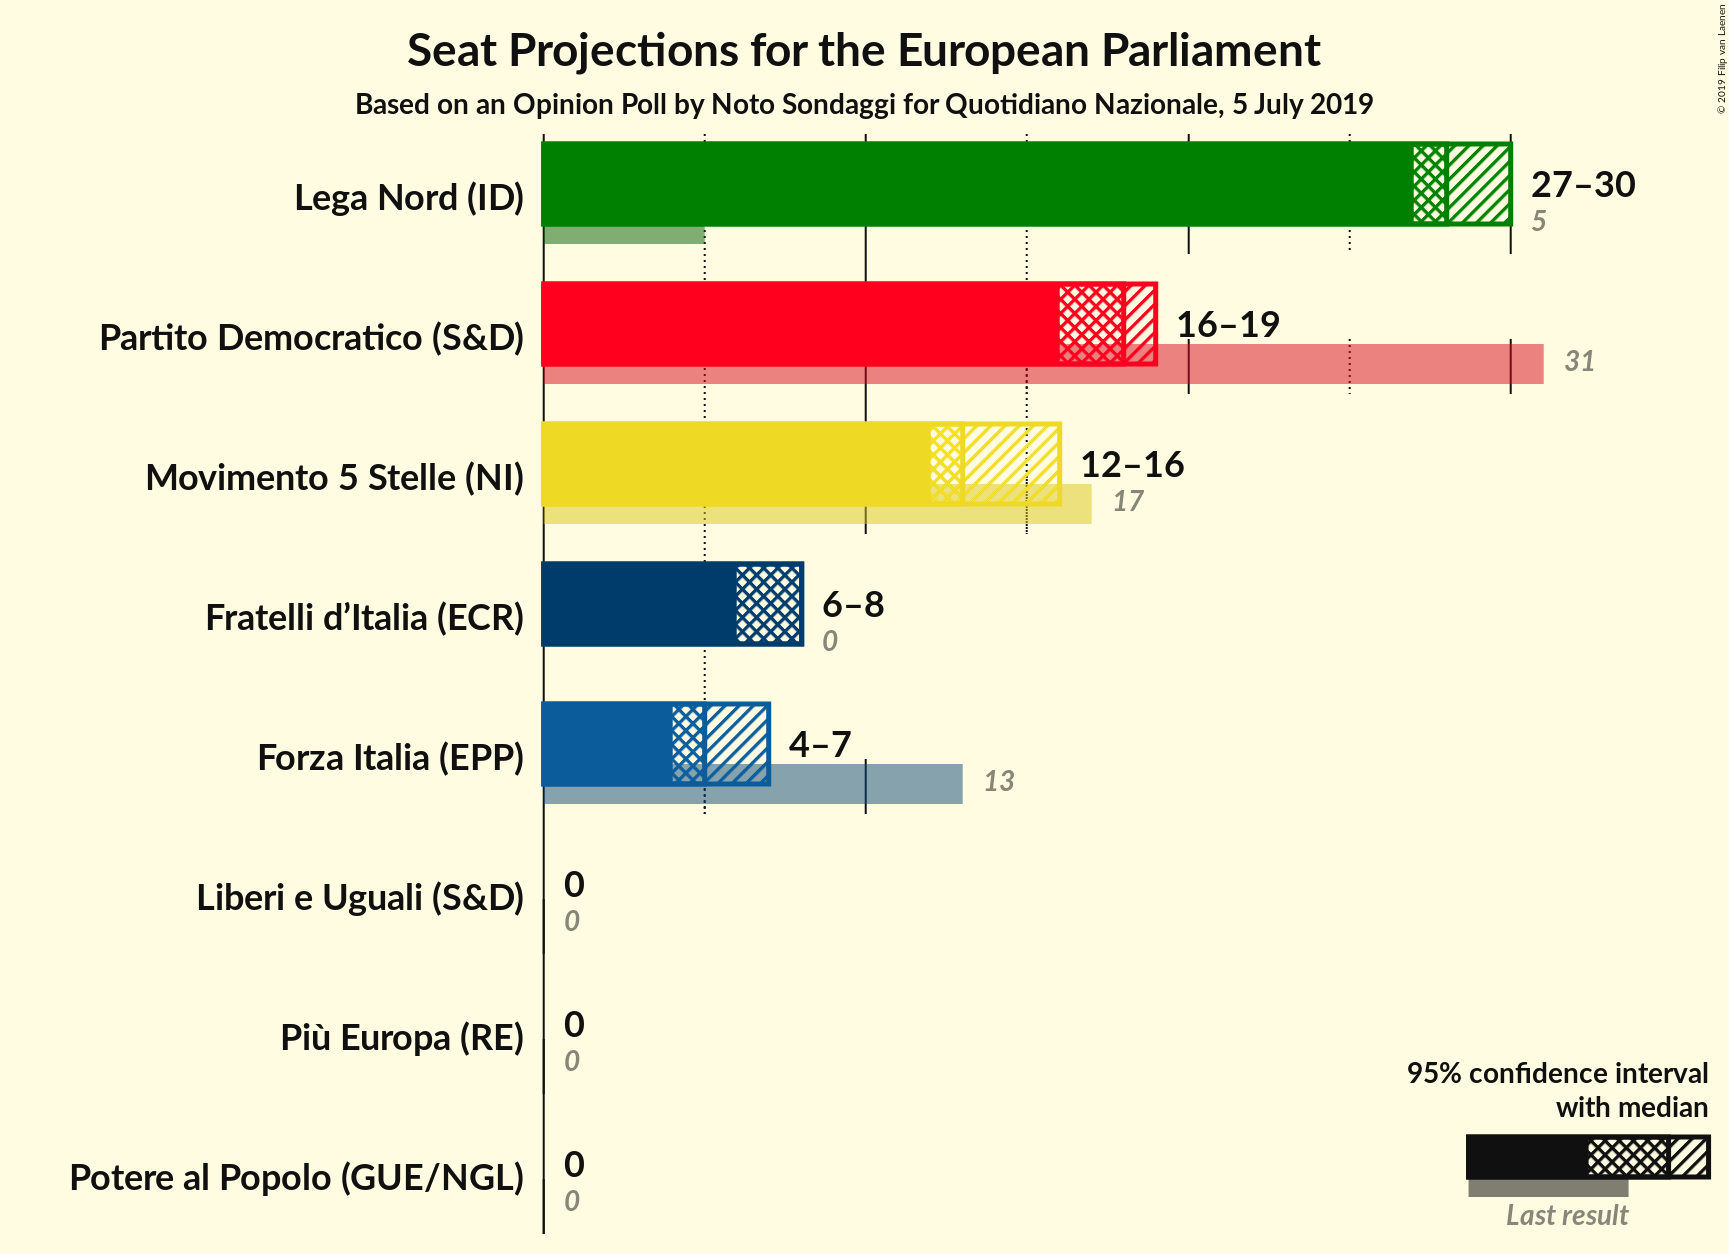 Seat Projections for the European Parliament
Based on an Opinion Poll by Noto Sondaggi for Quotidiano Nazionale, 5 July 2019
© 2019 Filip van Laenen
Lega Nord (ID)
27–30
5
Partito Democratico (S&D)
16–19
31
Movimento 5 Stelle (NI)
12–16
17
Fratelli d’Italia (ECR)
6–8
0
Forza Italia (EPP)
4–7
13
Liberi e Uguali (S&D)
0
0
Più Europa (RE)
0
0
Potere al Popolo (GUE/NGL)
0
0
95% confidence interval
with median
Last result